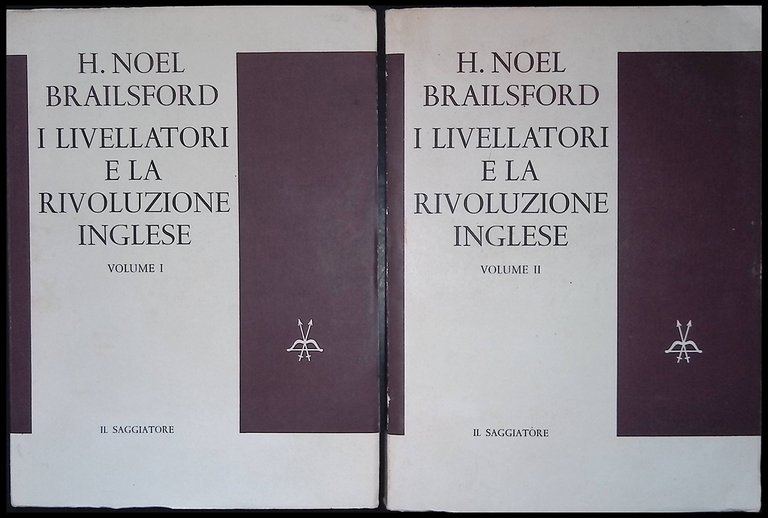 H. NOEL
BRAILSFORD
I LIVELLATORI
E LA
RIVOLUZIONE
INGLESE
VOLUME I
IL SAGGIATORE
H. NOEL
BRAILSFORD
I LIVELLATORI
E LA
RIVOLUZIONE
INGLESE
VOLUME II
IL SAGGIATORE